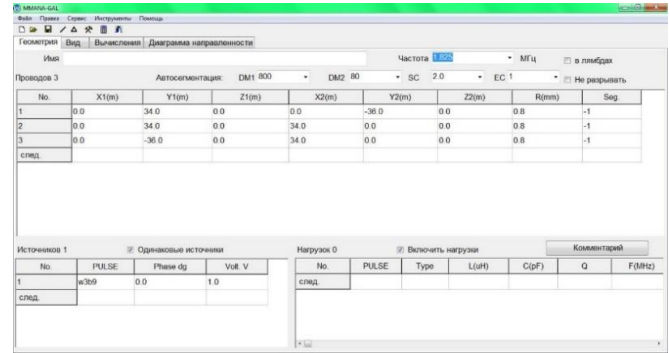 MMANA-GAL
Файл Правка Сервис Инструменты Помощь
Геометрия Вид Вычисления Диаграмма направленности
Имя Частота 1.825 МГц в лямбдах
Проводов 3 Автосегментация: DM1 800 DM2 80 SC 2.0 EC 1 Не разрывать
No. X1(m) Y1(m) Z1(m) X2(m) Y2(m) Z2(m) R(mm) Seg.
1 0.0 34.0 0.0 0.0 -36.0 0.0 0.8 -1
2 0.0 34.0 0.0 34.0 0.0 0.0 0.8 -1
3 0.0 -36.0 0.0 34.0 0.0 0.0 0.8 -1
след.
Источников 1 Одинаковые источники Нагрузок 0 Включить нагрузки Комментарий
No. PULSE Phase dg Volt. V No. PULSE Type L(uH) C(pF) Q F(MHz)
1 w3b9 0.0 1.0 след.
след.